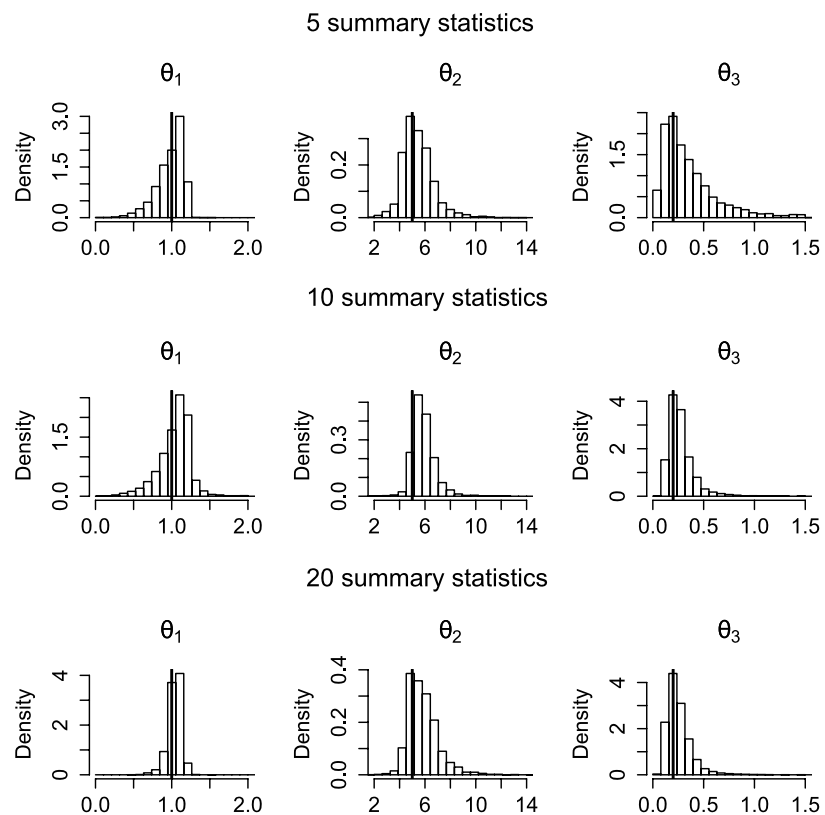 5 summary statistics
θ1 θ2 θ3
Density 0.0 1.5 3.0
Density 0.0 0.2
Density 0.0 1.5
0.0 1.0 2.0 2 6 10 14 0.0 0.5 1.0 1.5
10 summary statistics
θ1 θ2 θ3
Density 0.0 1.5
Density 0.0 0.3
Density 0 2 4
0.0 1.0 2.0 2 6 10 14 0.0 0.5 1.0 1.5
20 summary statistics
θ1 θ2 θ3
Density 0 2 4
Density 0.0 0.2 0.4
Density 0 2 4
0.0 1.0 2.0 2 6 10 14 0.0 0.5 1.0 1.5